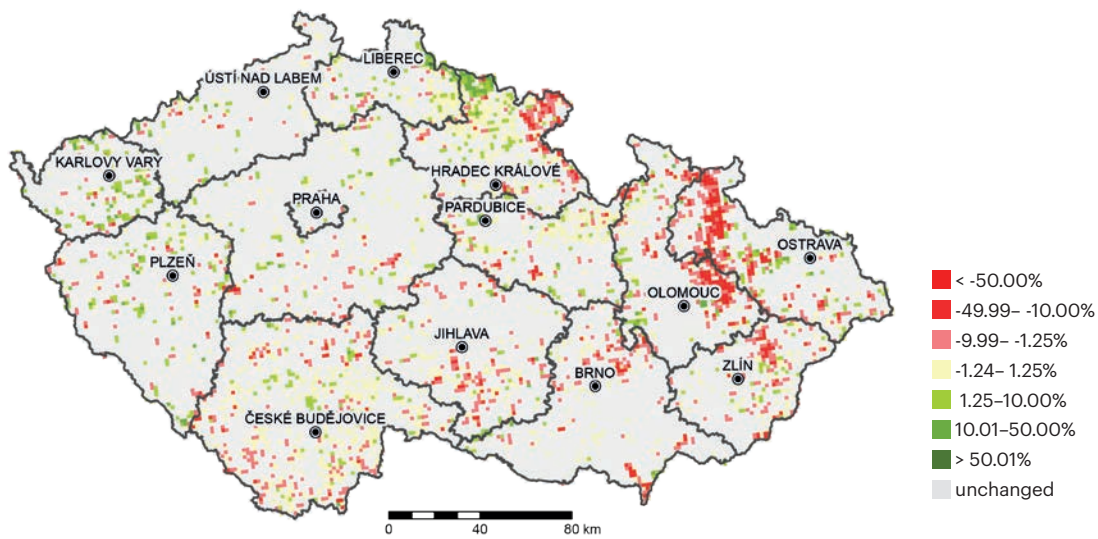 LIBEREC
ÚSTÍ NAD LABEM
KARLOVY VARY
HRADEC KRÁLOVÉ
PRAHA
PARDUBICE
OSTRAVA
PLZEŇ
OLOMOUC
JIHLAVA
BRNO
ZLÍN
ČESKÉ BUDĚJOVICE
0 40 80 km
< -50.00%
-49.99– -10.00%
-9.99– -1.25%
-1.24– 1.25%
1.25–10.00%
10.01–50.00%
> 50.01%
unchanged